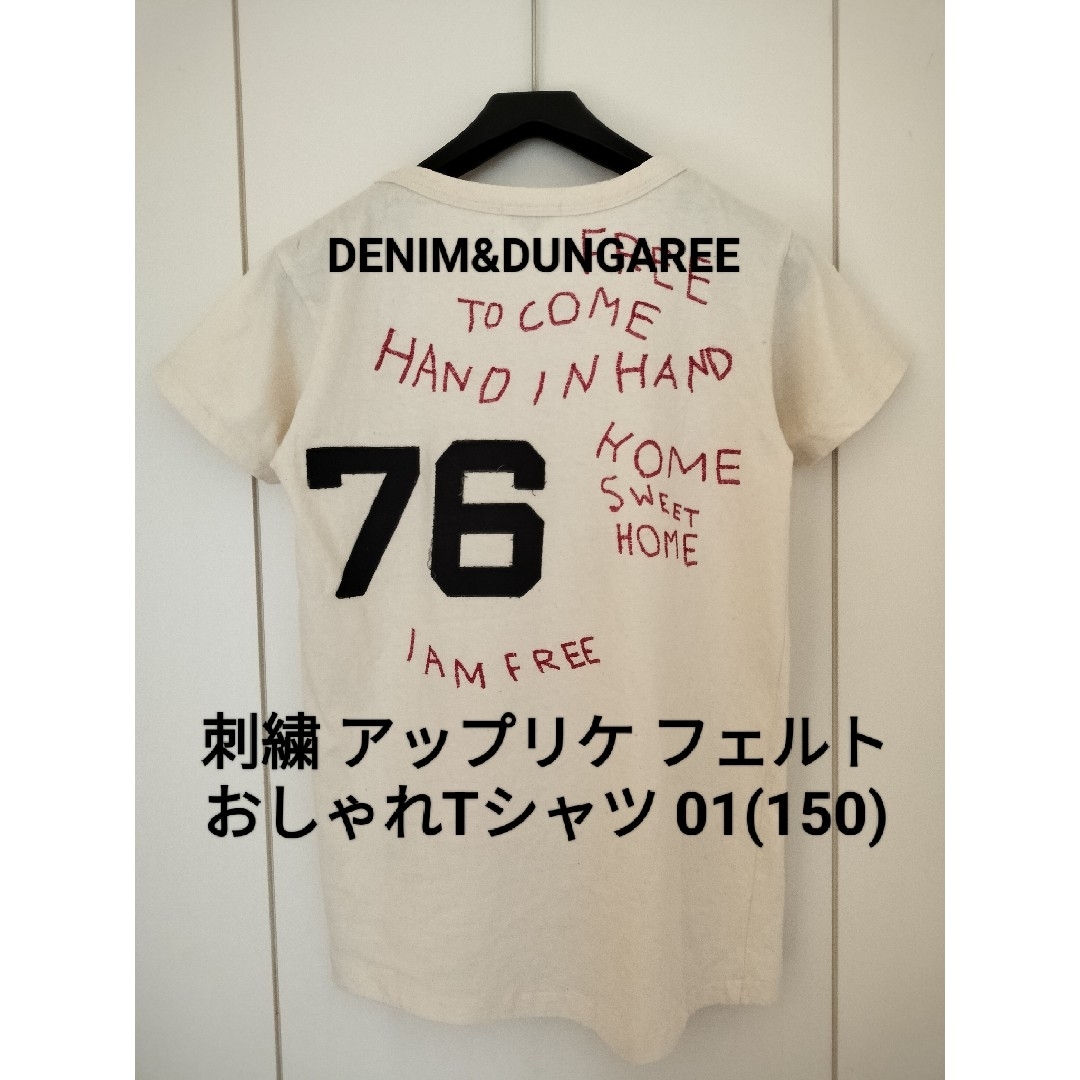 DENIM&DUNGAREE
FREE
TO COME
HAND IN HAND
76
HOME
SWEET
HOME
I AM FREE
刺繍 アップリケ フェルト
おしゃれTシャツ 01(150)